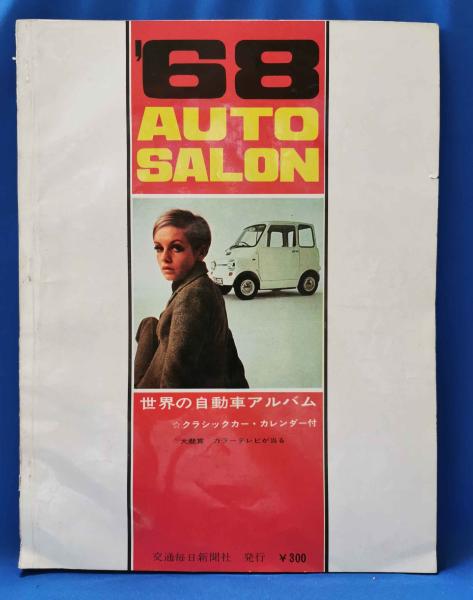 '68
AUTO
SALON
世界の自動車アルバム
☆クラシックカー・カレンダー付
大懸賞 カラーテレビが当る
交通毎日新聞社 発行 ¥300